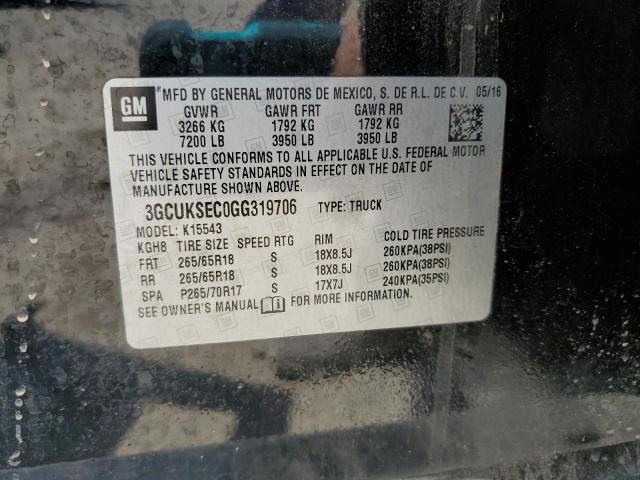 GM ® MFD BY GENERAL MOTORS DE MEXICO, S. DE R.L. DE C.V. 05/16
GVWR GAWR FRT GAWR RR
3266 KG 1792 KG 1792 KG
7200 LB 3950 LB 3950 LB
THIS VEHICLE CONFORMS TO ALL APPLICABLE U.S. FEDERAL MOTOR
VEHICLE SAFETY STANDARDS IN EFFECT ON THE DATE OF
MANUFACTURE SHOWN ABOVE.
3GCUKSEC0GG319706 TYPE: TRUCK
MODEL: K15543
KGH8 TIRE SIZE SPEED RTG RIM COLD TIRE PRESSURE
FRT 265/65R18 S 18X8.5J 260KPA(38PSI)
RR 265/65R18 S 18X8.5J 260KPA(38PSI)
SPA P265/70R17 S 17X7J 240KPA(35PSI)
SEE OWNER'S MANUAL FOR MORE INFORMATION.